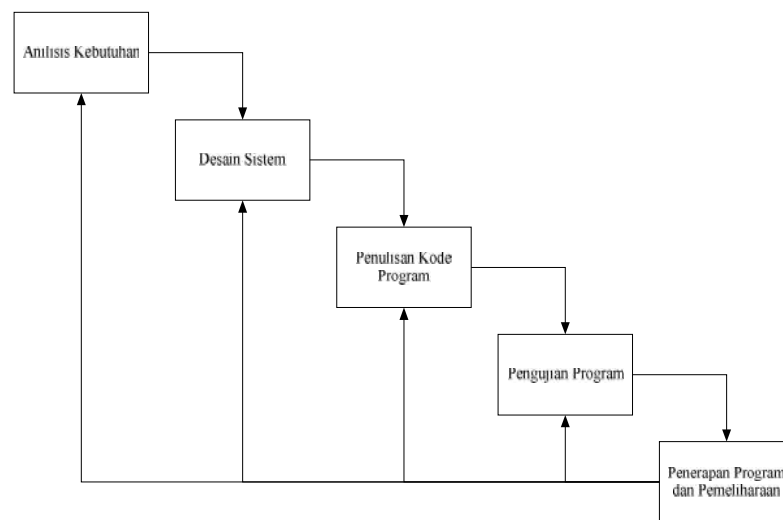 Anilisis Kebutuhan
Desain Sistem
Penulisan Kode
Program
Pengujian Program
Penerapan Program
dan Pemeliharaan